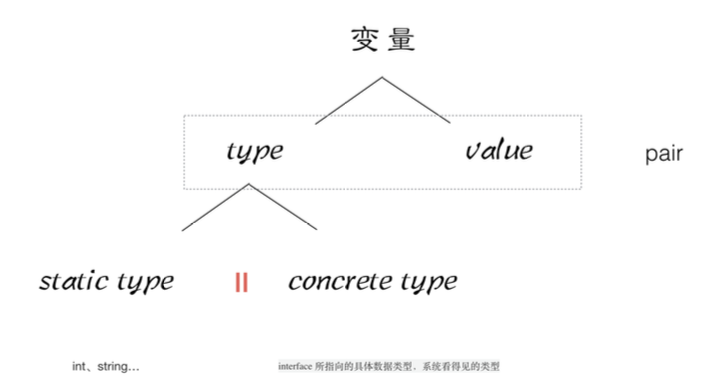 变 量
type value pair
static type || concrete type
int、string... interface 所指向的具体数据类型，系统看得见的类型